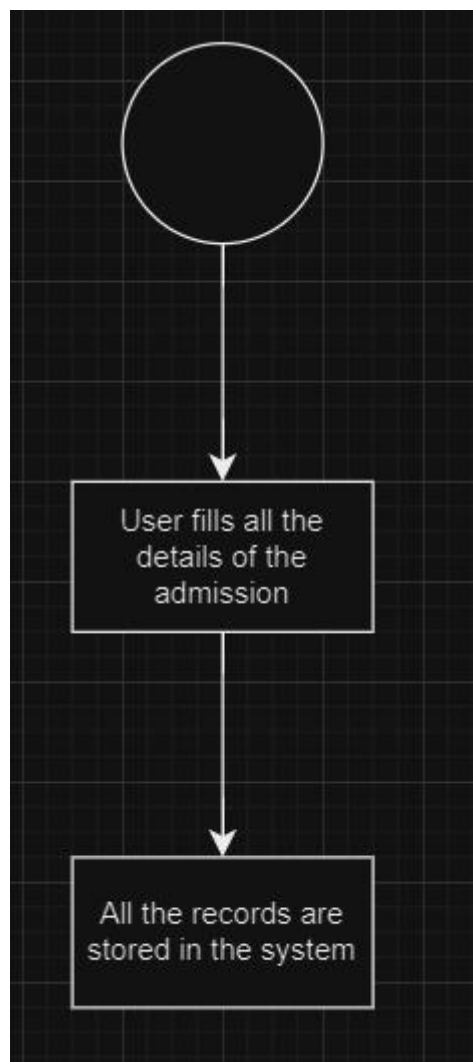 User fills all the
details of the
admission
All the records are
stored in the system